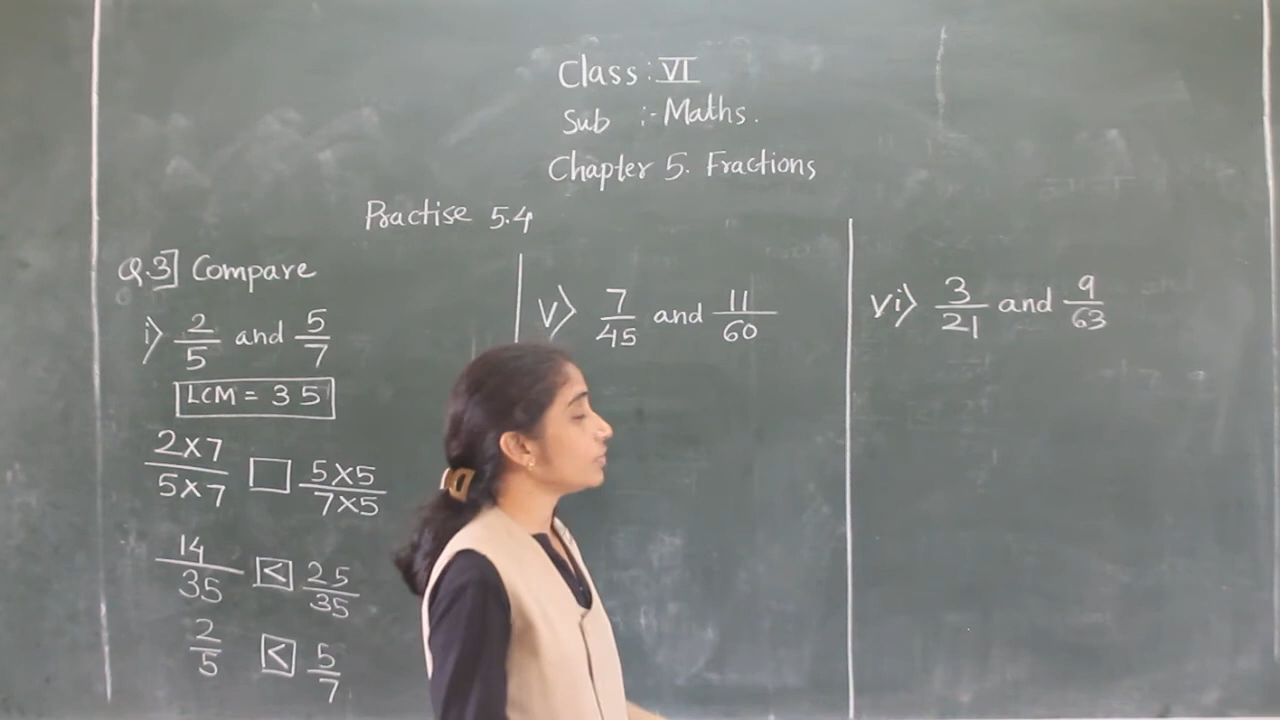 Class : VI
Sub :- Maths.
Chapter 5. Fractions
Practise 5.4
Q.3] Compare
i) 2/5 and 5/7
LCM = 35
2×7/5×7 □ 5×5/7×5
14/35 < 25/35
2/5 < 5/7
v) 7/45 and 11/60
vi) 3/21 and 9/63